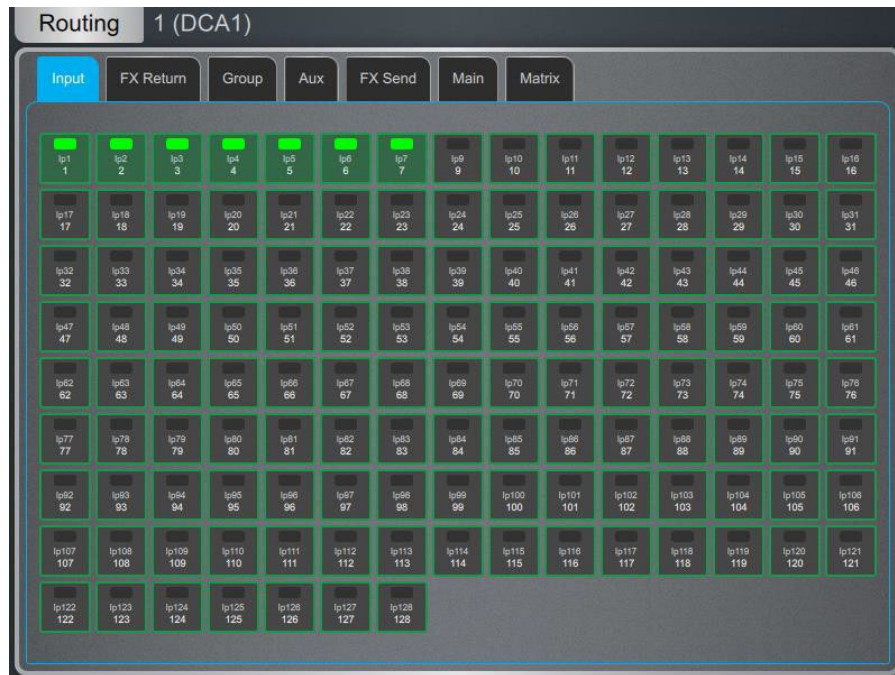 Routing 1 (DCA1)
Input FX Return Group Aux FX Send Main Matrix
Ip1 Ip2 Ip3 Ip4 Ip5 Ip6 Ip7 Ip9 Ip10 Ip11 Ip12 Ip13 Ip14 Ip15 Ip16
1 2 3 4 5 6 7 9 10 11 12 13 14 15 16
Ip17 Ip18 Ip19 Ip20 Ip21 Ip22 Ip23 Ip24 Ip25 Ip26 Ip27 Ip28 Ip29 Ip30 Ip31
17 18 19 20 21 22 23 24 25 26 27 28 29 30 31
Ip32 Ip33 Ip34 Ip35 Ip36 Ip37 Ip38 Ip39 Ip40 Ip41 Ip42 Ip43 Ip44 Ip45 Ip46
32 33 34 35 36 37 38 39 40 41 42 43 44 45 46
Ip47 Ip48 Ip49 Ip50 Ip51 Ip52 Ip53 Ip54 Ip55 Ip56 Ip57 Ip58 Ip59 Ip60 Ip61
47 48 49 50 51 52 53 54 55 56 57 58 59 60 61
Ip62 Ip63 Ip64 Ip65 Ip66 Ip67 Ip68 Ip69 Ip70 Ip71 Ip72 Ip73 Ip74 Ip75 Ip76
62 63 64 65 66 67 68 69 70 71 72 73 74 75 76
Ip77 Ip78 Ip79 Ip80 Ip81 Ip82 Ip83 Ip84 Ip85 Ip86 Ip87 Ip88 Ip89 Ip90 Ip91
77 78 79 80 81 82 83 84 85 86 87 88 89 90 91
Ip92 Ip93 Ip94 Ip95 Ip96 Ip97 Ip98 Ip99 Ip100 Ip101 Ip102 Ip103 Ip104 Ip105 Ip106
92 93 94 95 96 97 98 99 100 101 102 103 104 105 106
Ip107 Ip108 Ip109 Ip110 Ip111 Ip112 Ip113 Ip114 Ip115 Ip116 Ip117 Ip118 Ip119 Ip120 Ip121
107 108 109 110 111 112 113 114 115 116 117 118 119 120 121
Ip122 Ip123 Ip124 Ip125 Ip126 Ip127 Ip128
122 123 124 125 126 127 128